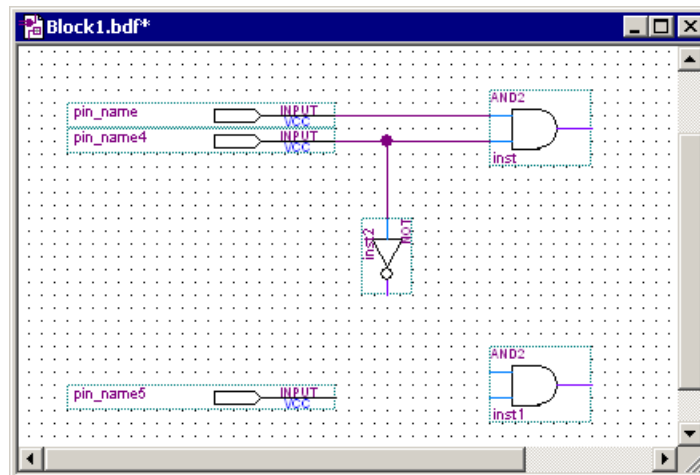 Block1.bdf*
AND2
pin_name INPUT
VCC
pin_name4 INPUT
VCC
inst
inst2 NOT
AND2
pin_name5 INPUT
VCC
inst1